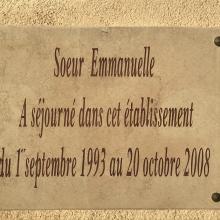 Soeur Emmanuelle
A séjourné dans cet établissement
du 1er septembre 1993 au 20 octobre 2008